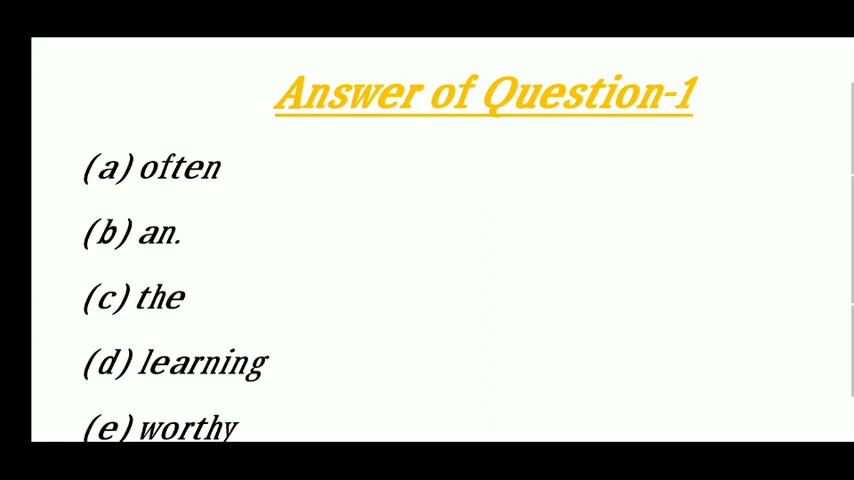 Answer of Question-1
(a) often
(b) an.
(c) the
(d) learning
(e) worthy